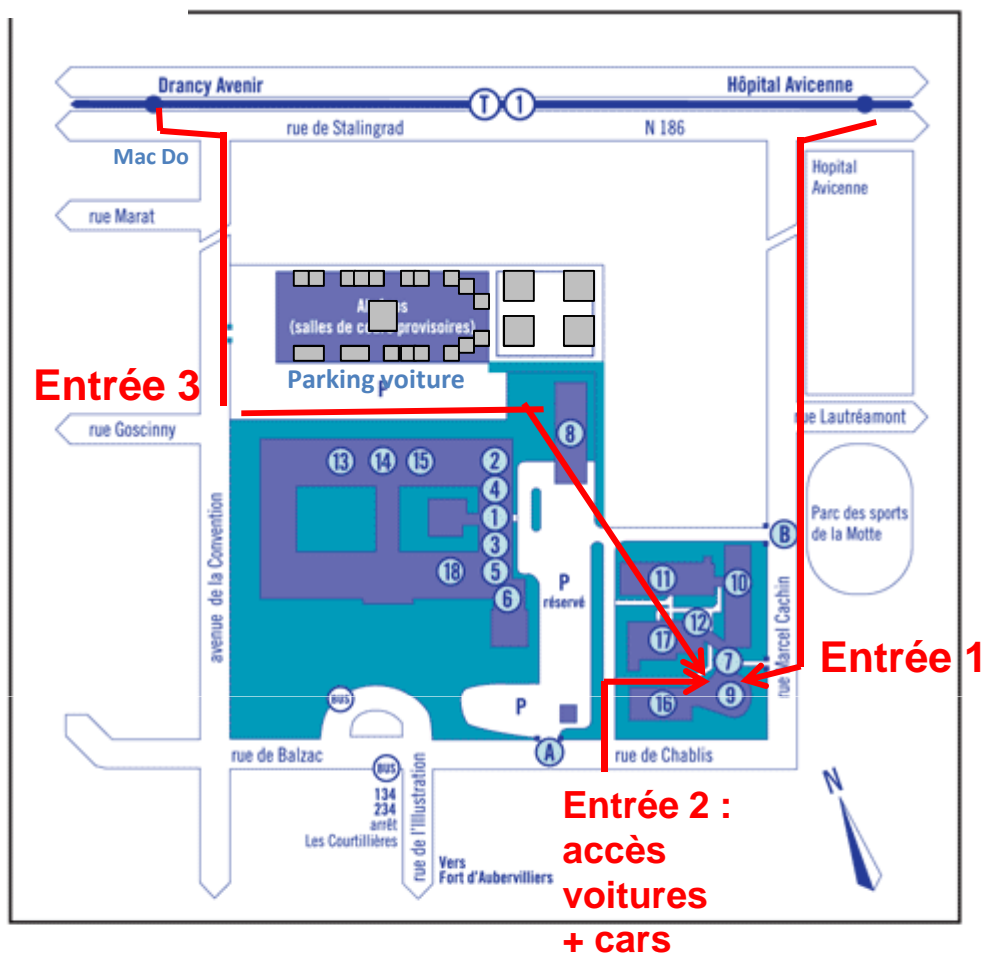 Drancy Avenir
Hôpital Avicenne
T 1
rue de Stalingrad
N 186
Mac Do
Hopital
Avicenne
rue Marat
(salles de provisoires)
Parking voiture
P
Entrée 3
rue Goscinny
rue Lautréamont
8
13 14 15 2
4
1
3
18 5
6
P
réservé
avenue de la Convention
Parc des sports
de la Motte
B
11
10
12
17
7
9
16
rue Marcel Cachin
Entrée 1
BUS
P
A
rue de Balzac
rue de Chablis
BUS
134
234
arrêt
Les Courtillières
rue de l'Illustration
Vers
Fort d'Aubervilliers
Entrée 2 :
accès
voitures
+ cars
N